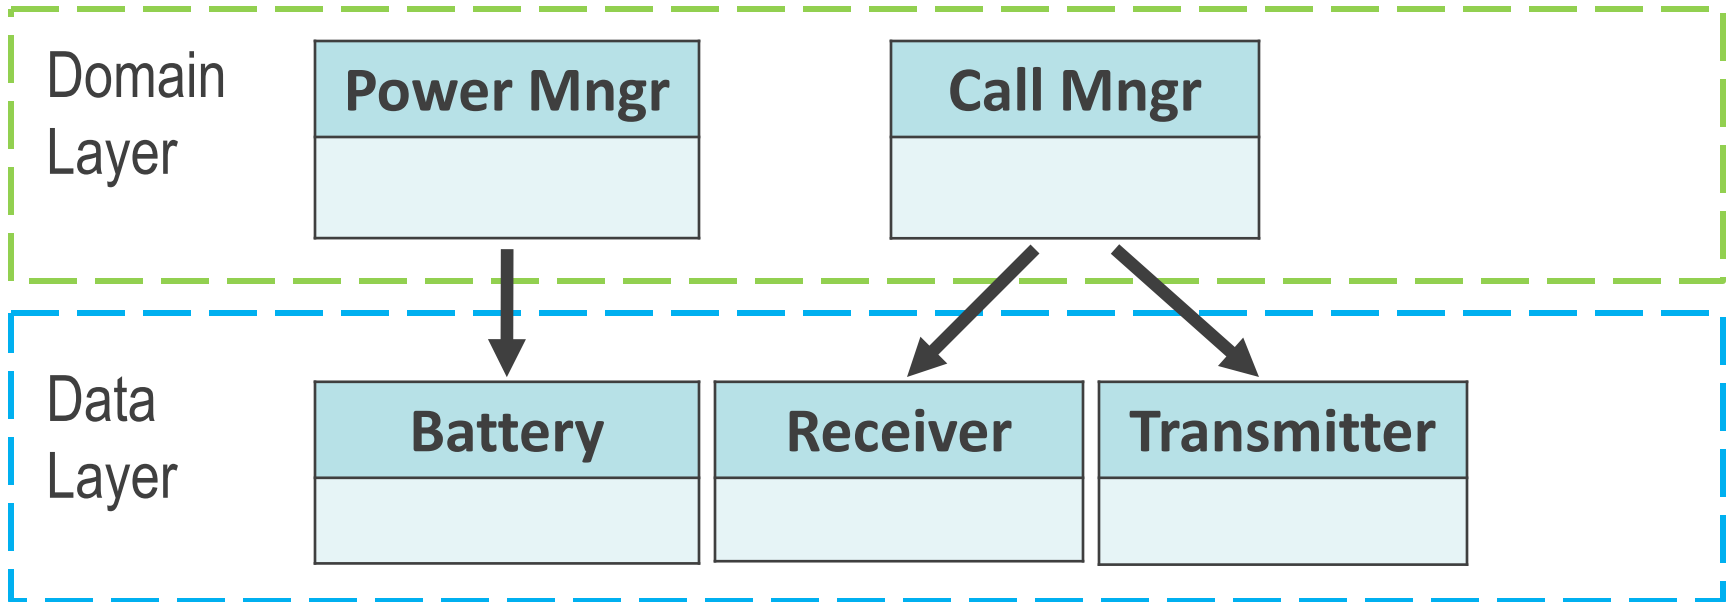 Domain
Layer
Power Mngr
Call Mngr
Data
Layer
Battery
Receiver
Transmitter